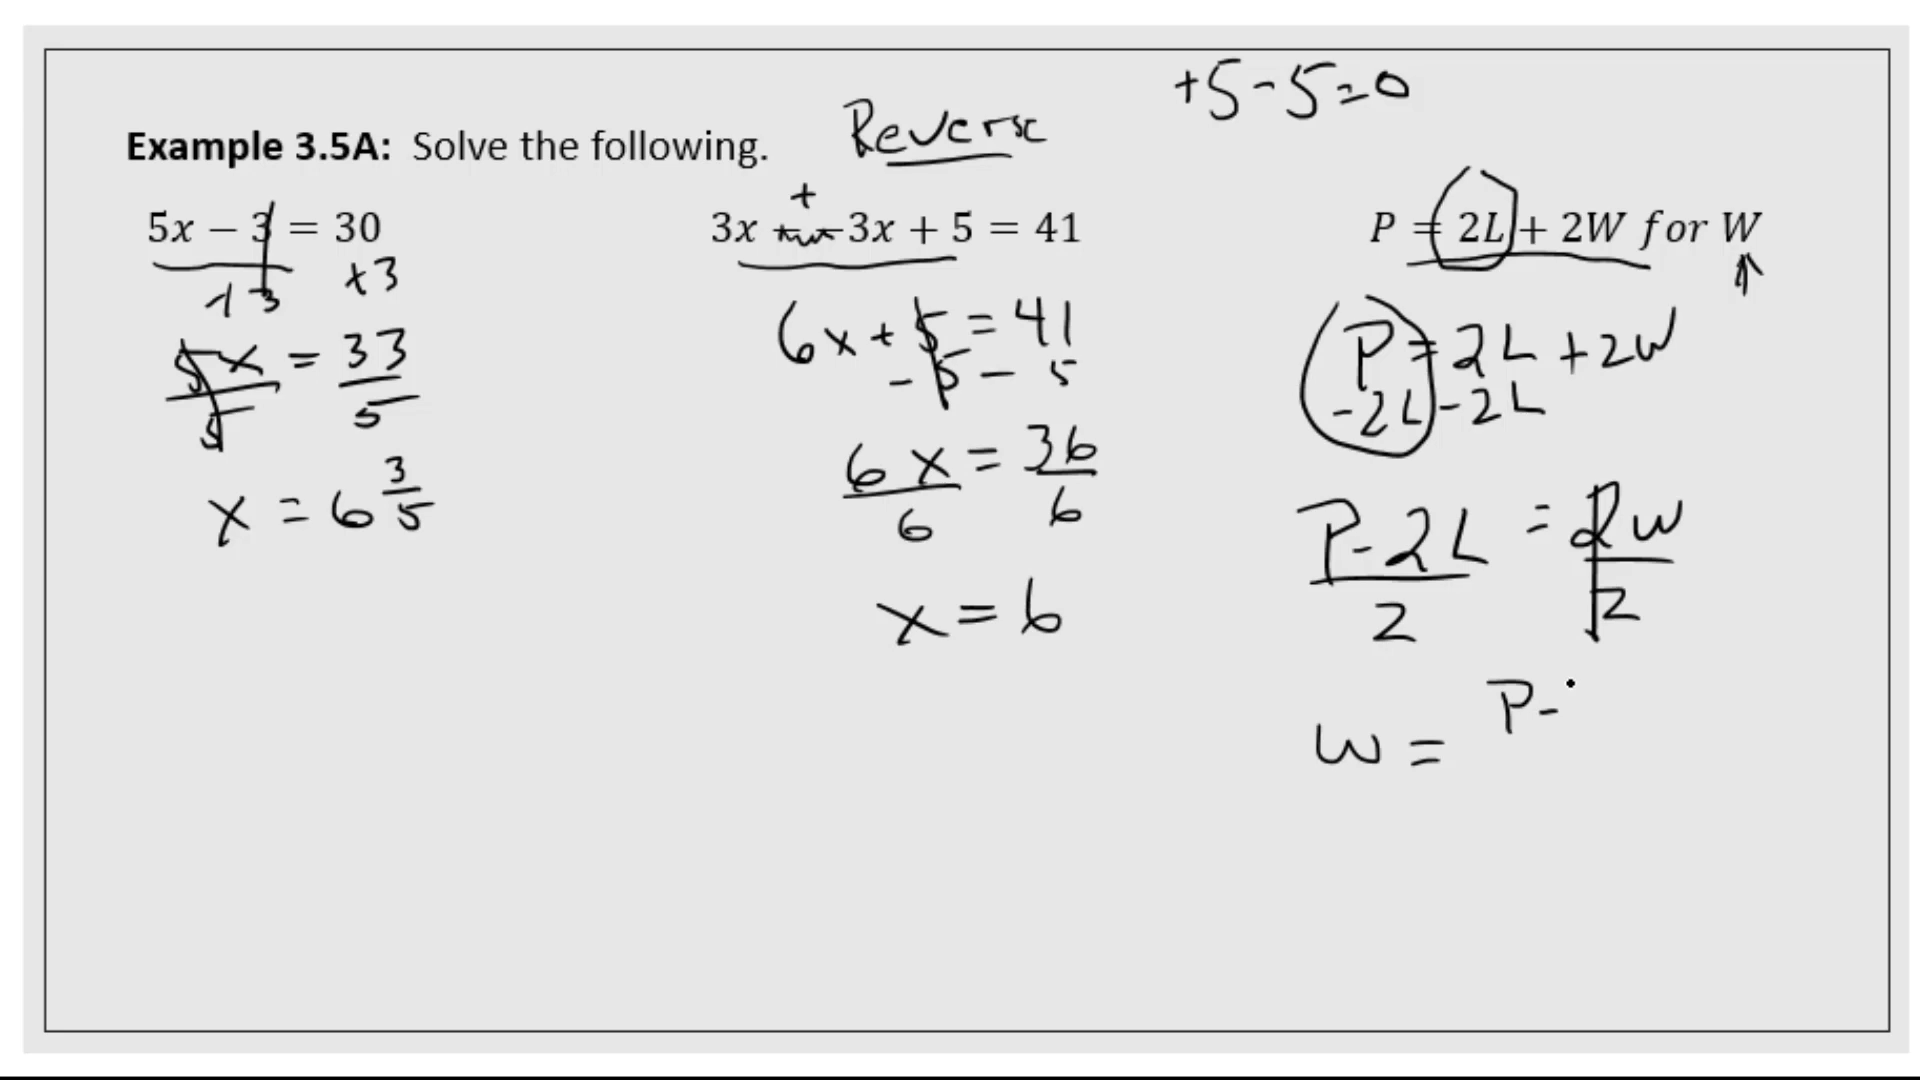 +5-5=0
Reverse
Example 3.5A: Solve the following.
5x − 3 = 30
+3 +3
5x = 33
5 5
x = 6 3/5
+
3x 3x + 5 = 41
6x + 5 = 41
- 5 - 5
6x = 36
6 6
x = 6
P = 2L + 2W for W
P = 2L + 2W
-2L -2L
P - 2L = 2W
2 2
W = P -